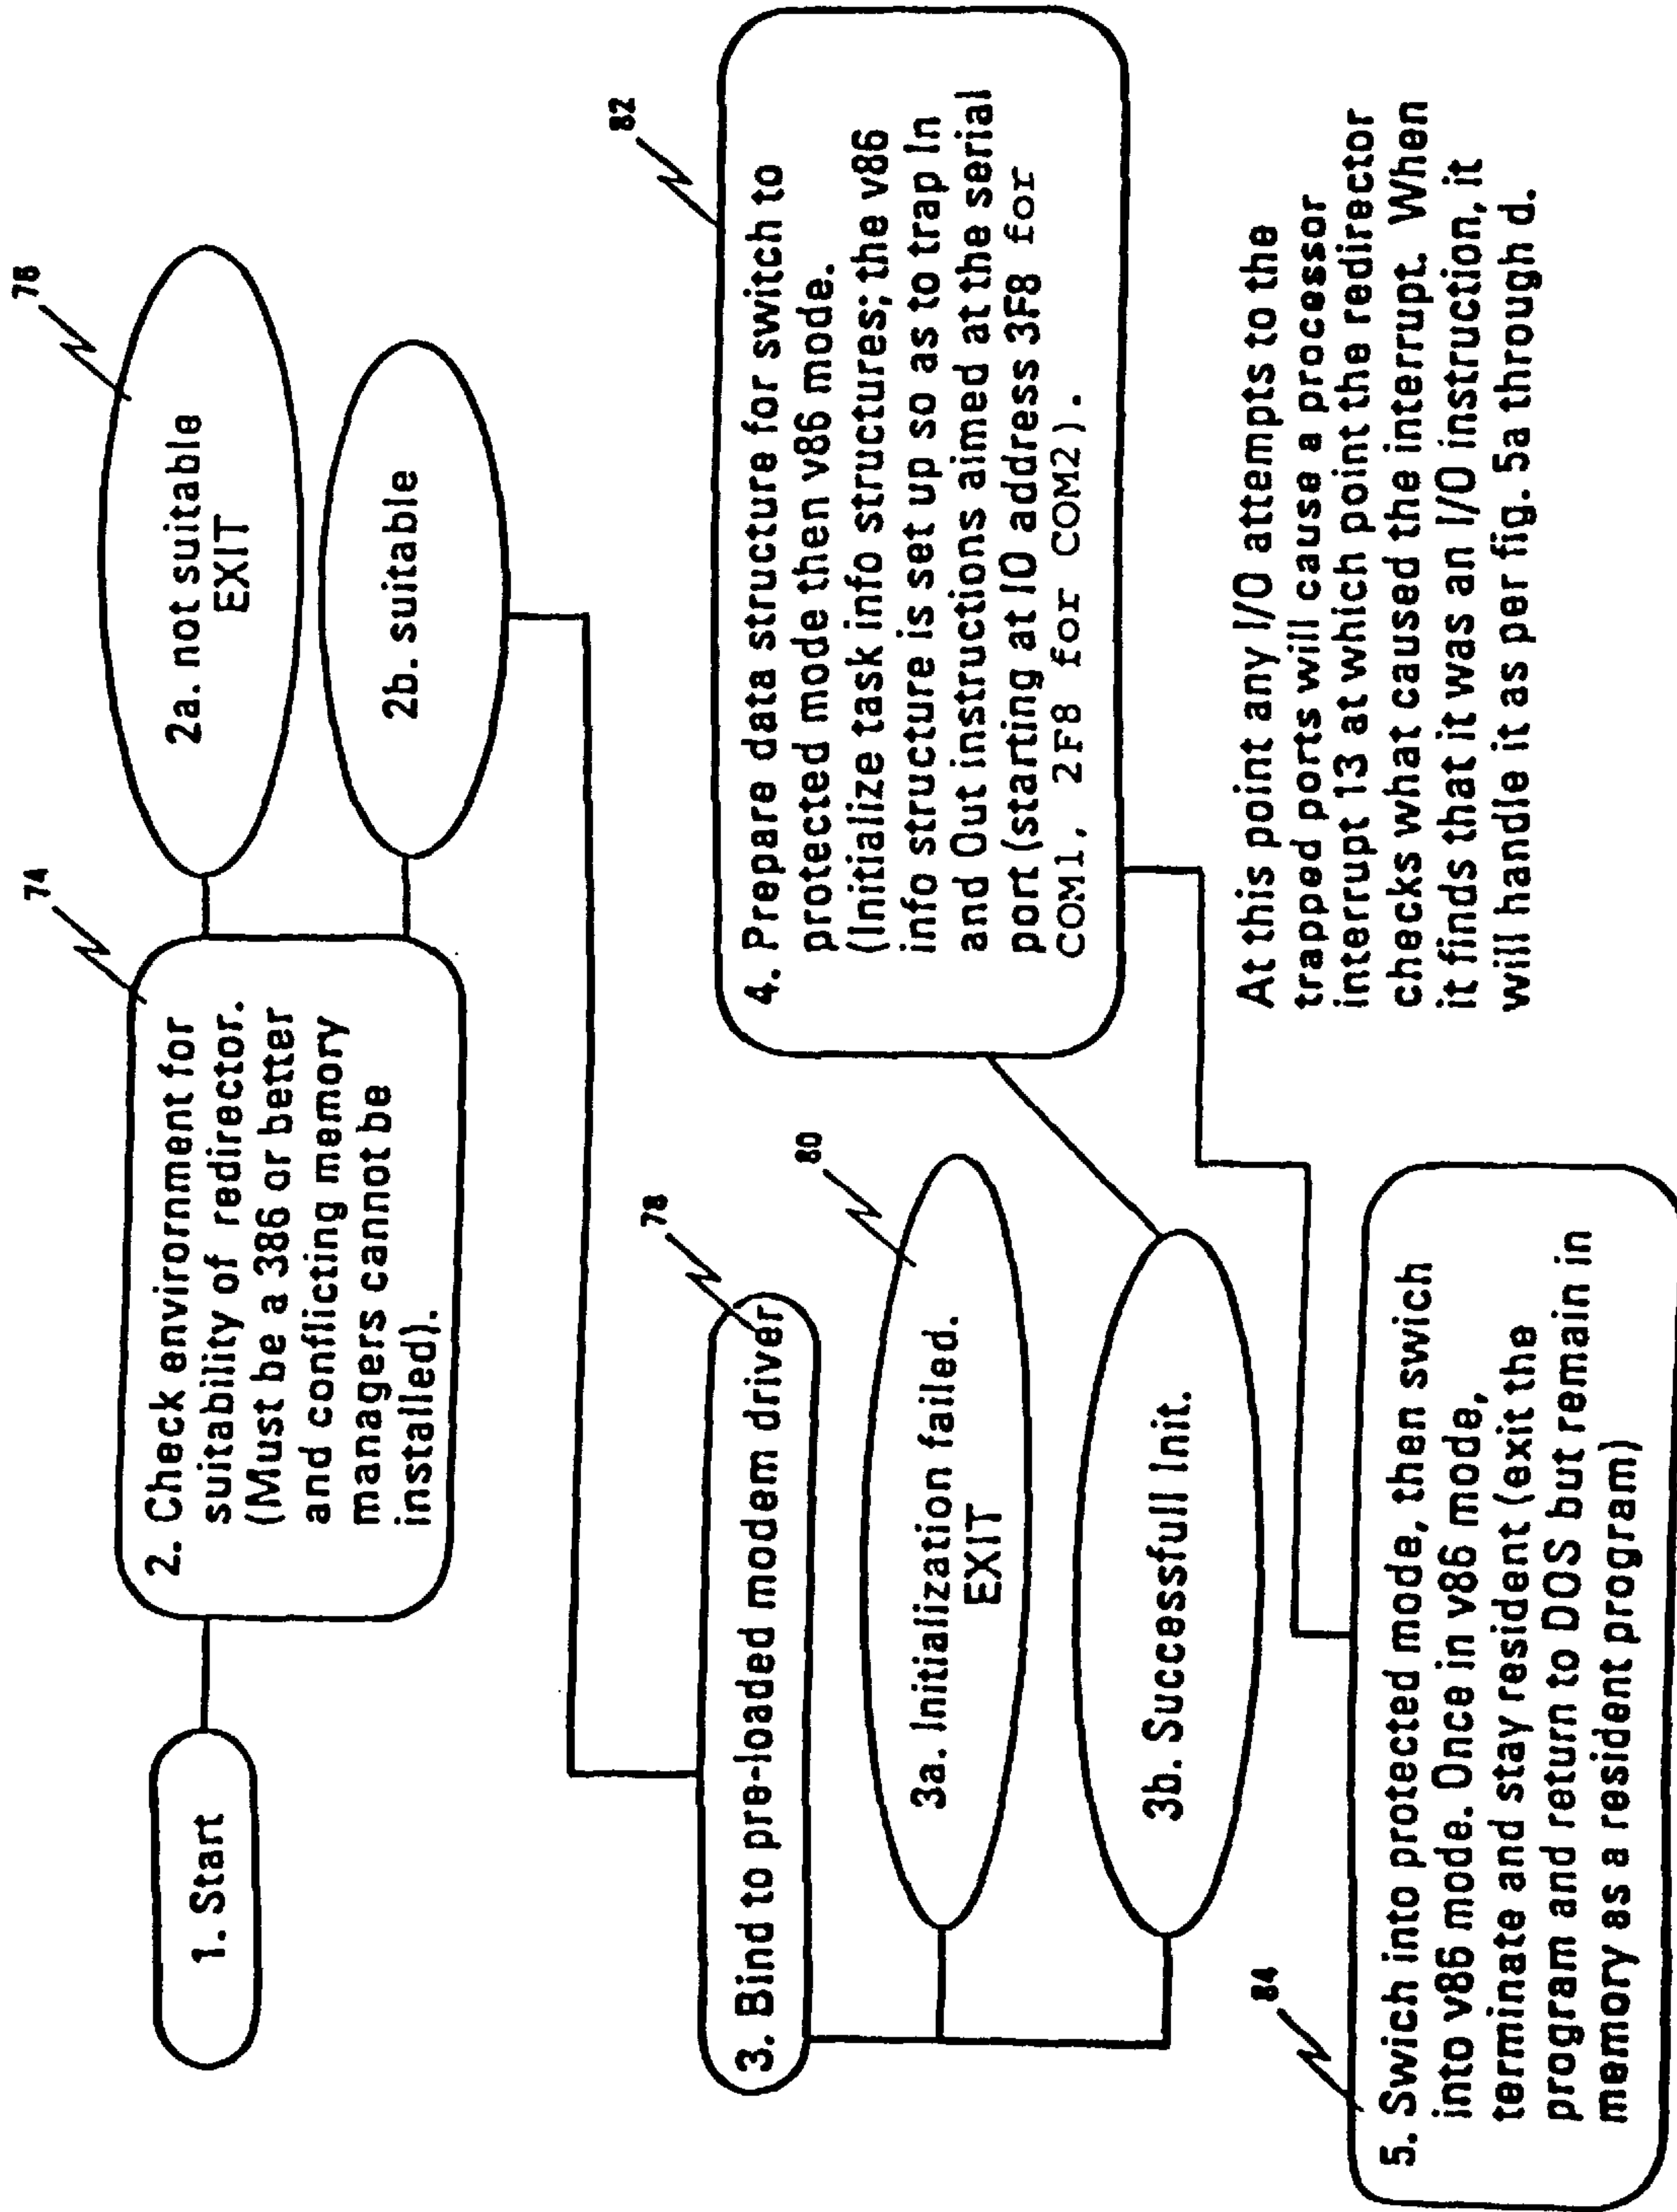 1. Start
74
2. Check environment for
suitability of redirector.
(Must be a 386 or better
and conflicting memory
managers cannot be
installed).
76
2a. not suitable
EXIT
2b. suitable
78
3. Bind to pre-loaded modem driver
80
3a. Initialization failed.
EXIT
3b. Successfull Init.
82
4. Prepare data structure for switch to
protected mode then v86 mode.
(Initialize task info structures; the v86
info structure is set up so as to trap In
and Out instructions aimed at the serial
port (starting at IO address 3F8 for
COM1, 2F8 for COM2).
84
5. Swich into protected mode, then swich
into v86 mode. Once in v86 mode,
terminate and stay resident (exit the
program and return to DOS but remain in
memory as a resident program)
At this point any I/O attempts to the
trapped ports will cause a processor
interrupt 13 at which point the redirector
checks what caused the interrupt. When
it finds that it was an I/O instruction, it
will handle it as per fig. 5a through d.